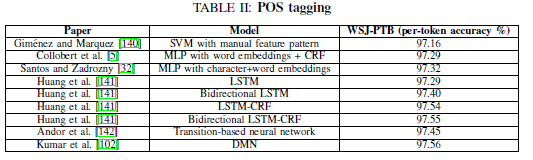 TABLE II: POS tagging
Paper Model WSJ-PTB (per-token accuracy %)
Giménez and Marquez [140] SVM with manual feature pattern 97.16
Collobert et al. [5] MLP with word embeddings + CRF 97.29
Santos and Zadrozny [32] MLP with character+word embeddings 97.32
Huang et al. [141] LSTM 97.29
Huang et al. [141] Bidirectional LSTM 97.40
Huang et al. [141] LSTM-CRF 97.54
Huang et al. [141] Bidirectional LSTM-CRF 97.55
Andor et al. [142] Transition-based neural network 97.45
Kumar et al. [102] DMN 97.56